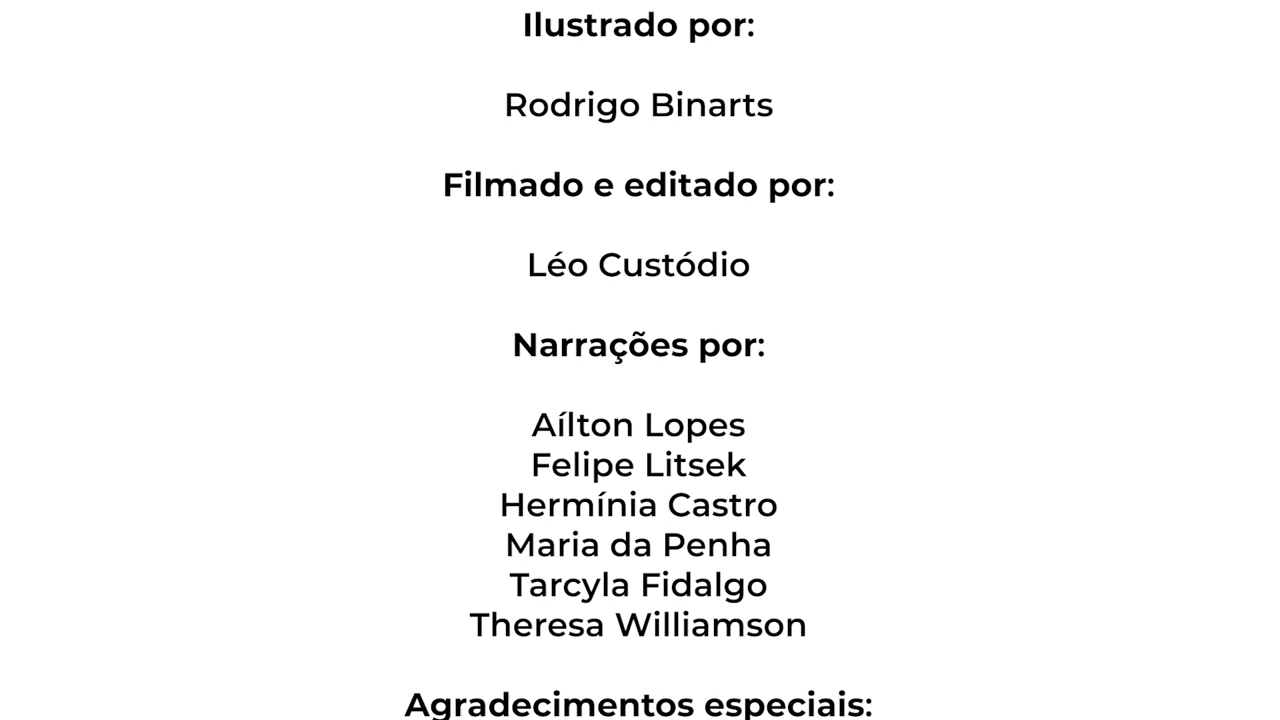 Ilustrado por:
Rodrigo Binarts
Filmado e editado por:
Léo Custódio
Narrações por:
Aílton Lopes
Felipe Litsek
Hermínia Castro
Maria da Penha
Tarcyla Fidalgo
Theresa Williamson
Agradecimentos especiais: